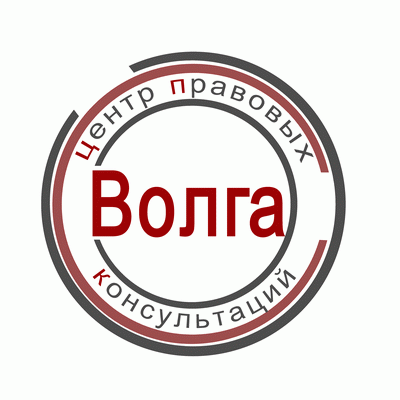 центр правовых
Волга
консультаций